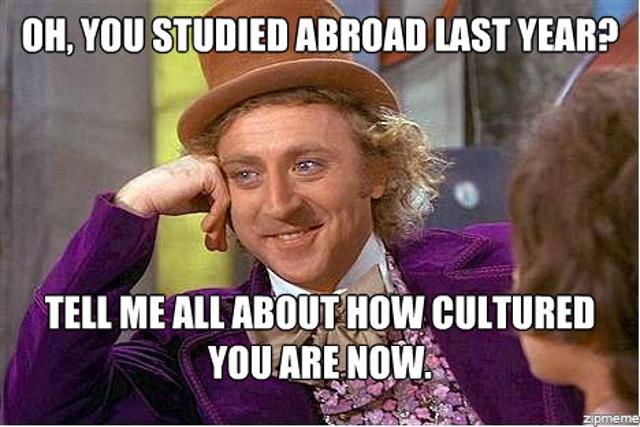 OH, YOU STUDIED ABROAD LAST YEAR?
TELL ME ALL ABOUT HOW CULTURED
YOU ARE NOW.
zipmeme